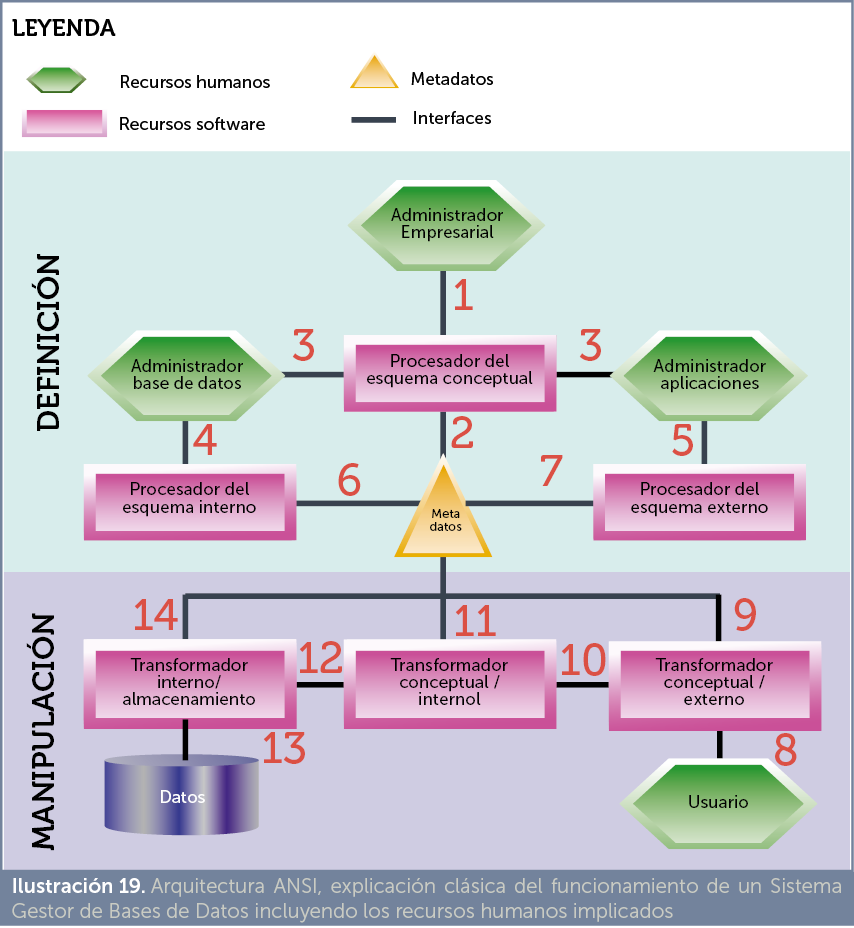 LEYENDA
Recursos humanos
Metadatos
Recursos software
Interfaces
DEFINICIÓN
Administrador
Empresarial
1
3
3
Administrador
base de datos
Procesador del
esquema conceptual
Administrador
aplicaciones
4
2
5
6
7
Procesador del
esquema interno
Meta
datos
Procesador del
esquema externo
MANIPULACIÓN
14
11
9
12
10
Transformador
interno/
almacenamiento
Transformador
conceptual /
internol
Transformador
conceptual /
externo
13
8
Datos
Usuario
Ilustración 19. Arquitectura ANSI, explicación clásica del funcionamiento de un Sistema
Gestor de Bases de Datos incluyendo los recursos humanos implicados